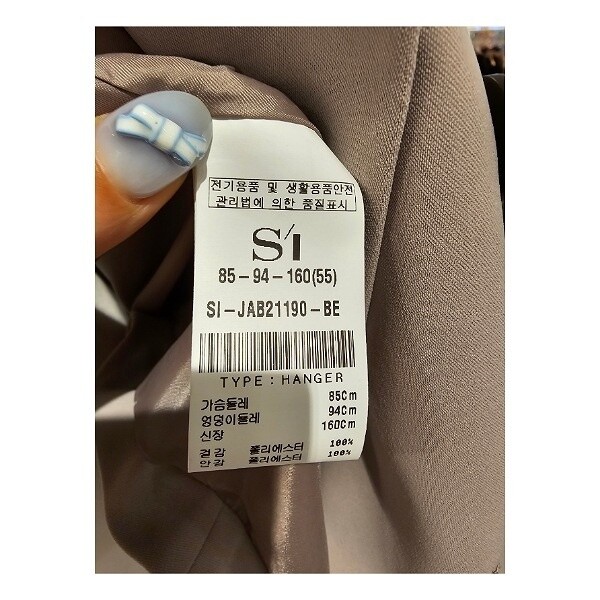 전기용품 및 생활용품안전
관리법에 의한 품질표시
S/I
85-94-160(55)
SI-JAB21190-BE
TYPE : HANGER
가슴둘레 85Cm
엉덩이둘레 94Cm
신장 160Cm
겉감 폴리에스터 100%
안감 폴리에스터 100%